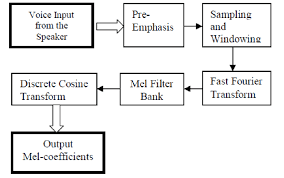 Voice Input
from the
Speaker
Pre-
Emphasis
Sampling
and
Windowing
Fast Fourier
Transform
Mel Filter
Bank
Discrete Cosine
Transform
Output
Mel-coefficients